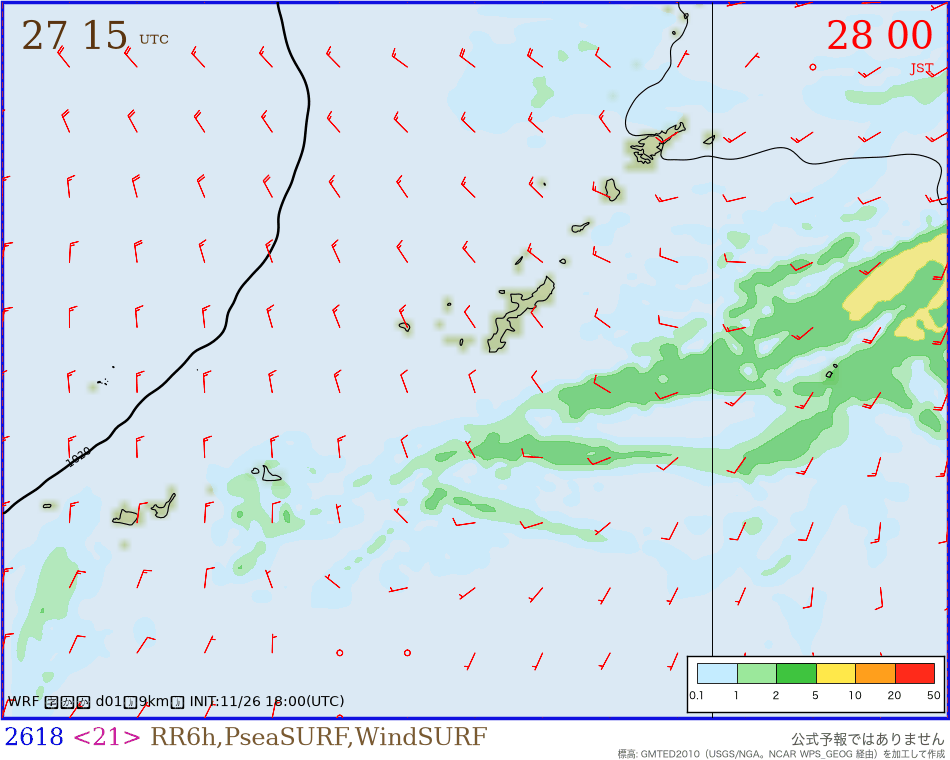 27 15 UTC
28 00
JST
1020
0.1 1 2 5 10 20 50
WRF d01 9km INIT:11/26 18:00(UTC)
2618 <21> RR6h,PseaSURF,WindSURF
公式予報ではありません
標高: GMTED2010（USGS/NGA。NCAR WPS_GEOG 経由）を加工して作成